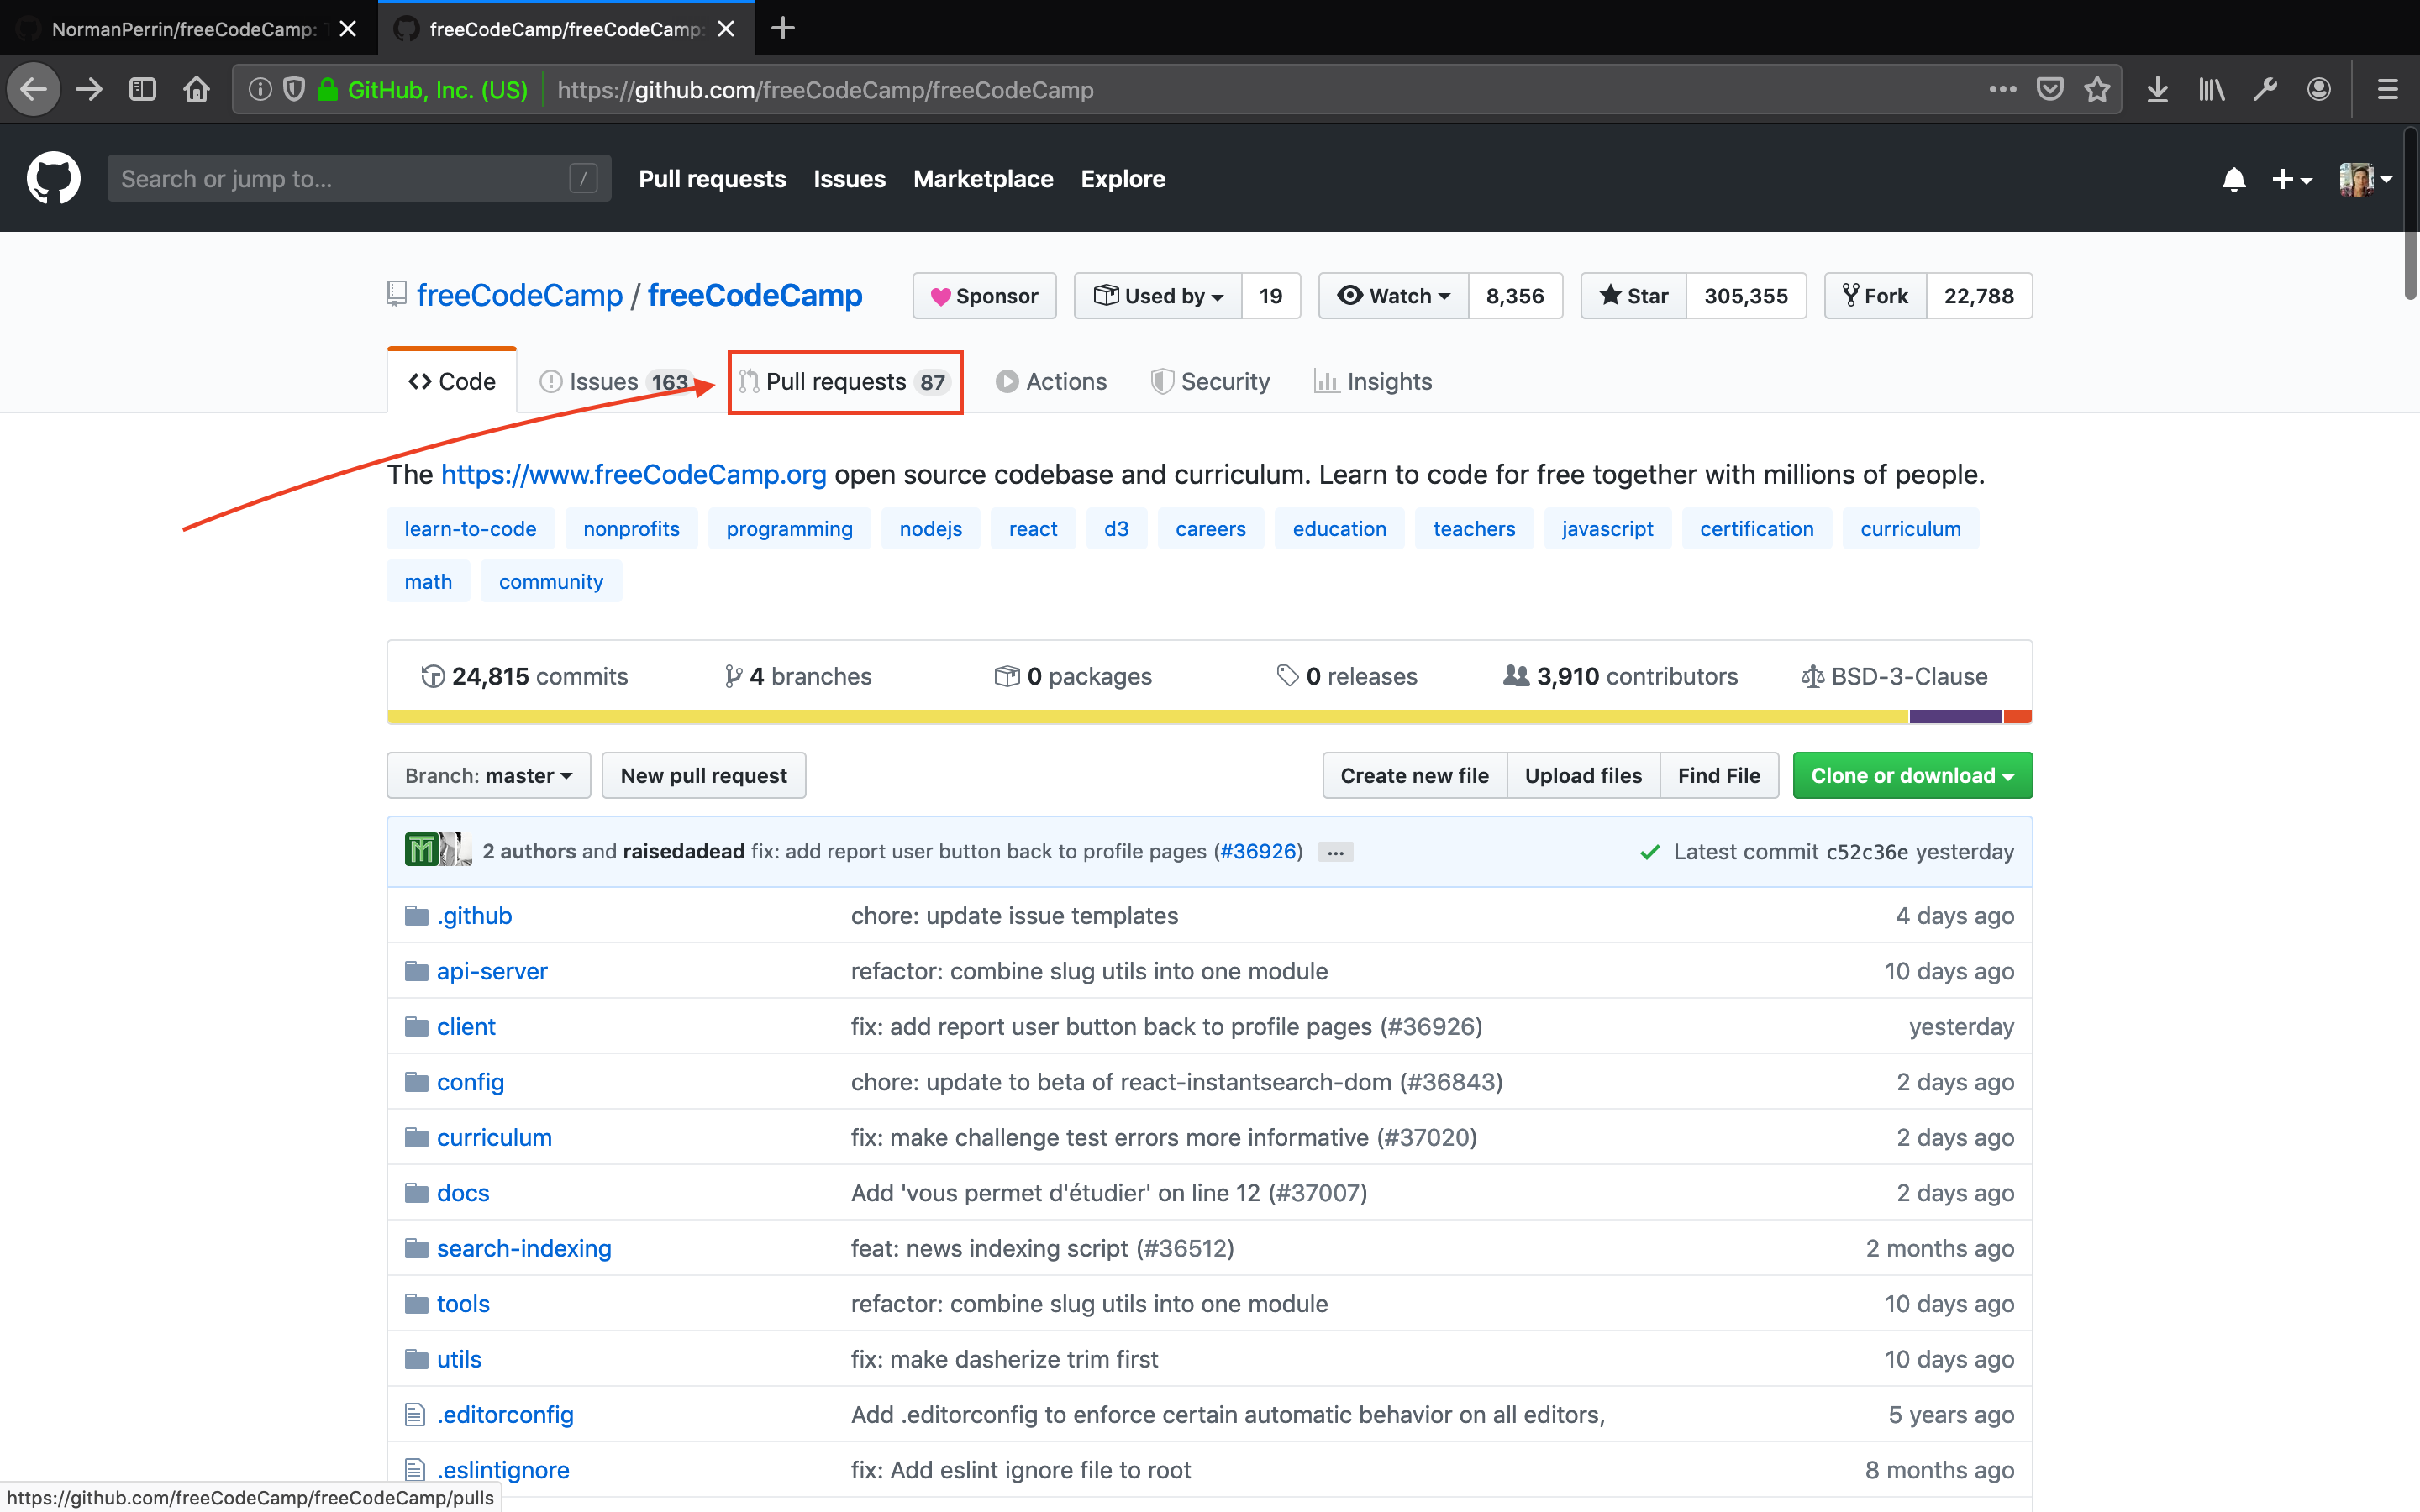 NormanPerrin/freeCodeCamp:
freeCodeCamp/freeCodeCamp:
GitHub, Inc. (US) https://github.com/freeCodeCamp/freeCodeCamp
Search or jump to... / Pull requests Issues Marketplace Explore
freeCodeCamp / freeCodeCamp Sponsor Used by 19 Watch 8,356 Star 305,355 Fork 22,788
Code Issues 163 Pull requests 87 Actions Security Insights
The https://www.freeCodeCamp.org open source codebase and curriculum. Learn to code for free together with millions of people.
learn-to-code nonprofits programming nodejs react d3 careers education teachers javascript certification curriculum
math community
24,815 commits 4 branches 0 packages 0 releases 3,910 contributors BSD-3-Clause
Branch: master New pull request Create new file Upload files Find File Clone or download
2 authors and raisedadead fix: add report user button back to profile pages (#36926) ... Latest commit c52c36e yesterday
.github chore: update issue templates 4 days ago
api-server refactor: combine slug utils into one module 10 days ago
client fix: add report user button back to profile pages (#36926) yesterday
config chore: update to beta of react-instantsearch-dom (#36843) 2 days ago
curriculum fix: make challenge test errors more informative (#37020) 2 days ago
docs Add 'vous permet d'étudier' on line 12 (#37007) 2 days ago
search-indexing feat: news indexing script (#36512) 2 months ago
tools refactor: combine slug utils into one module 10 days ago
utils fix: make dasherize trim first 10 days ago
.editorconfig Add .editorconfig to enforce certain automatic behavior on all editors, 5 years ago
.eslintignore fix: Add eslint ignore file to root 8 months ago
https://github.com/freeCodeCamp/freeCodeCamp/pulls